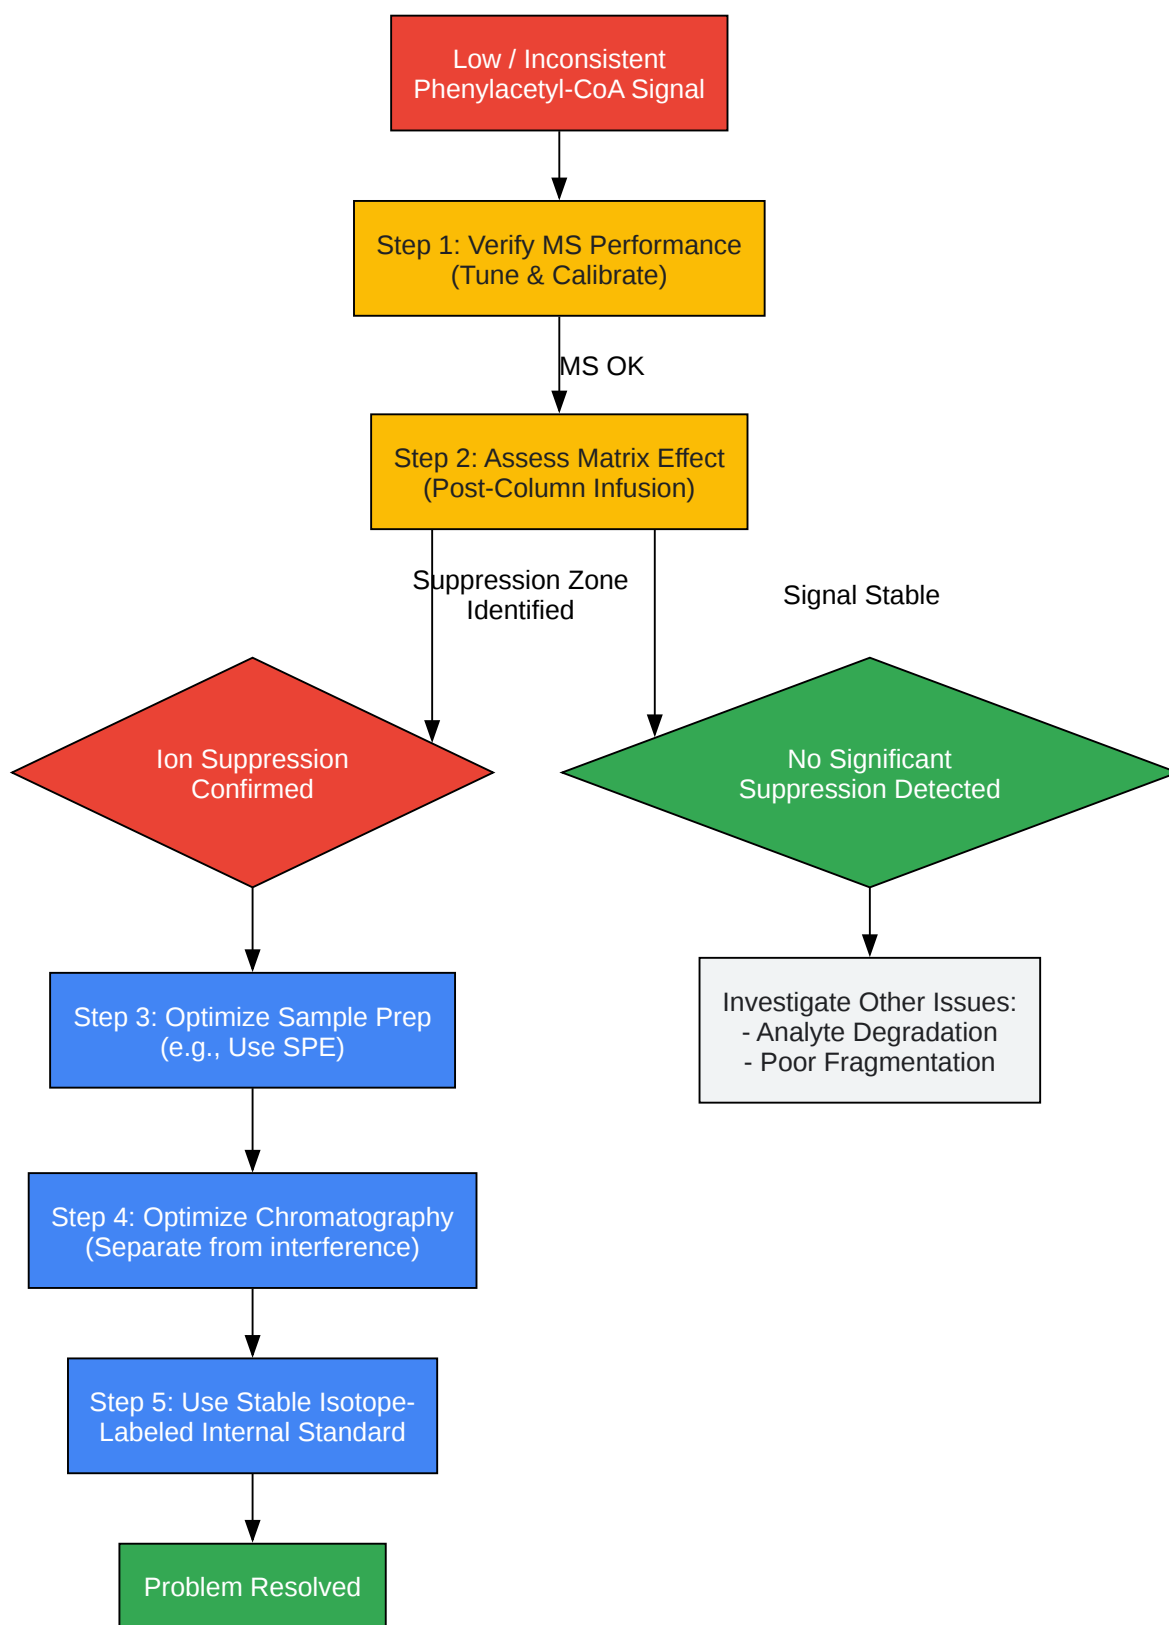 Low / Inconsistent
Phenylacetyl-CoA Signal
Step 1: Verify MS Performance
(Tune & Calibrate)
MS OK
Step 2: Assess Matrix Effect
(Post-Column Infusion)
Suppression Zone
Identified
Signal Stable
Ion Suppression
Confirmed
No Significant
Suppression Detected
Step 3: Optimize Sample Prep
(e.g., Use SPE)
Investigate Other Issues:
- Analyte Degradation
- Poor Fragmentation
Step 4: Optimize Chromatography
(Separate from interference)
Step 5: Use Stable Isotope-
Labeled Internal Standard
Problem Resolved